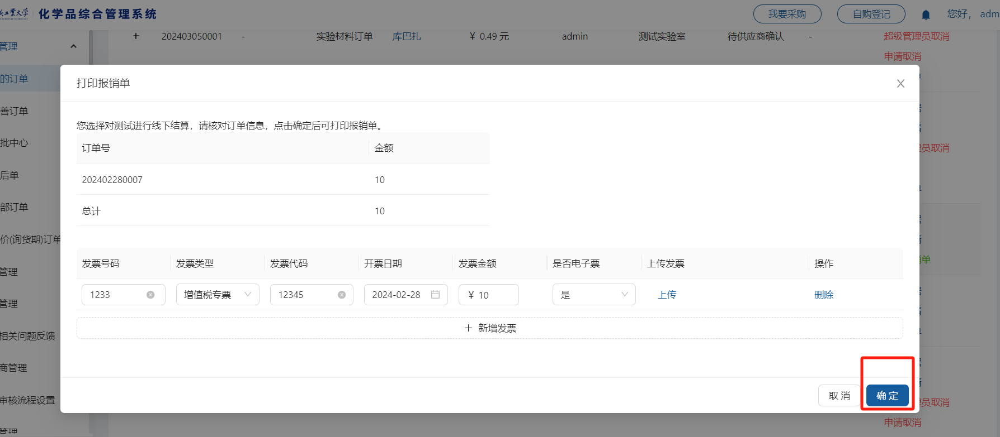 化学品综合管理系统
我要采购
自购登记
您好， adm
管理
202403050001 - 实验材料订单 库巴扎 ¥ 0.49 元 admin 测试实验室 待供应商确认 - 超级管理员取消
申请取消
的订单
打印报销单
善订单
您选择对测试进行线下结算，请核对订单信息，点击确定后可打印报销单。
批中心
订单号 金额
员取消
后单
202402280007 10
部订单
总计 10
价(询货期)订单
单
发票号码 发票类型 发票代码 开票日期 发票金额 是否电子票 上传发票 操作
管理
1233 增值税专票 12345 2024-02-28 ¥ 10 是 上传 删除
管理
+ 新增发票
相关问题反馈
商管理
取 消 确 定
审核流程设置
员取消
申请取消
管理